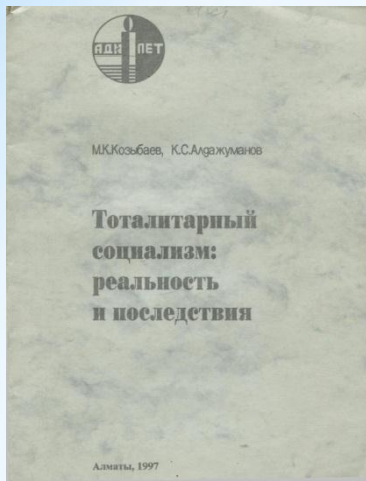 АДІЛЕТ
М.К.Козыбаев, К.С.Алдажуманов
Тоталитарный
социализм:
реальность
и последствия
Алматы, 1997